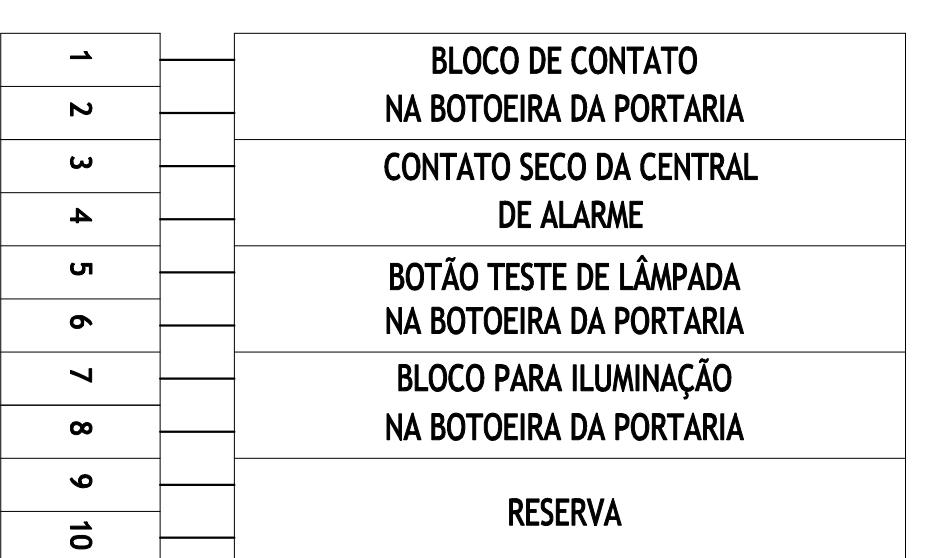 1
BLOCO DE CONTATO
2
NA BOTOEIRA DA PORTARIA
3
CONTATO SECO DA CENTRAL
4
DE ALARME
5
BOTÃO TESTE DE LÂMPADA
6
NA BOTOEIRA DA PORTARIA
7
BLOCO PARA ILUMINAÇÃO
8
NA BOTOEIRA DA PORTARIA
9
RESERVA
10